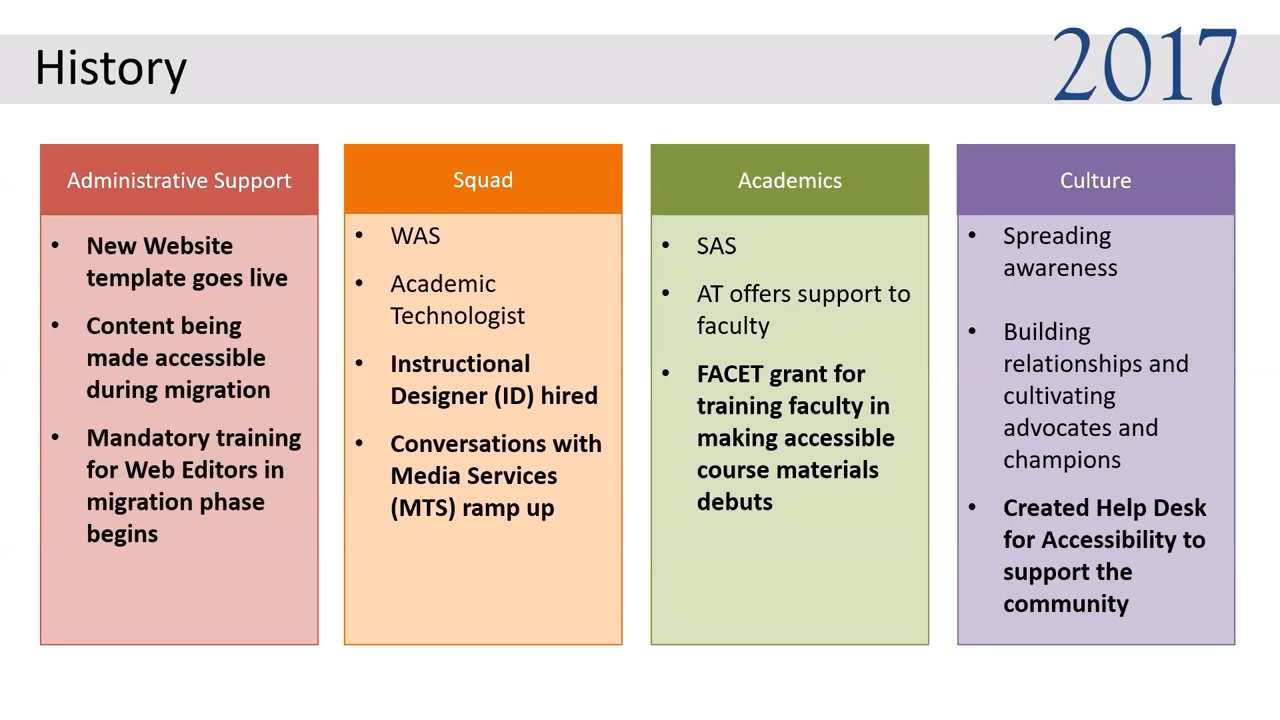 History
2017
Administrative Support
• New Website
template goes live
• Content being
made accessible
during migration
• Mandatory training
for Web Editors in
migration phase
begins
Squad
• WAS
• Academic
Technologist
• Instructional
Designer (ID) hired
• Conversations with
Media Services
(MTS) ramp up
Academics
• SAS
• AT offers support to
faculty
• FACET grant for
training faculty in
making accessible
course materials
debuts
Culture
• Spreading
awareness
• Building
relationships and
cultivating
advocates and
champions
• Created Help Desk
for Accessibility to
support the
community